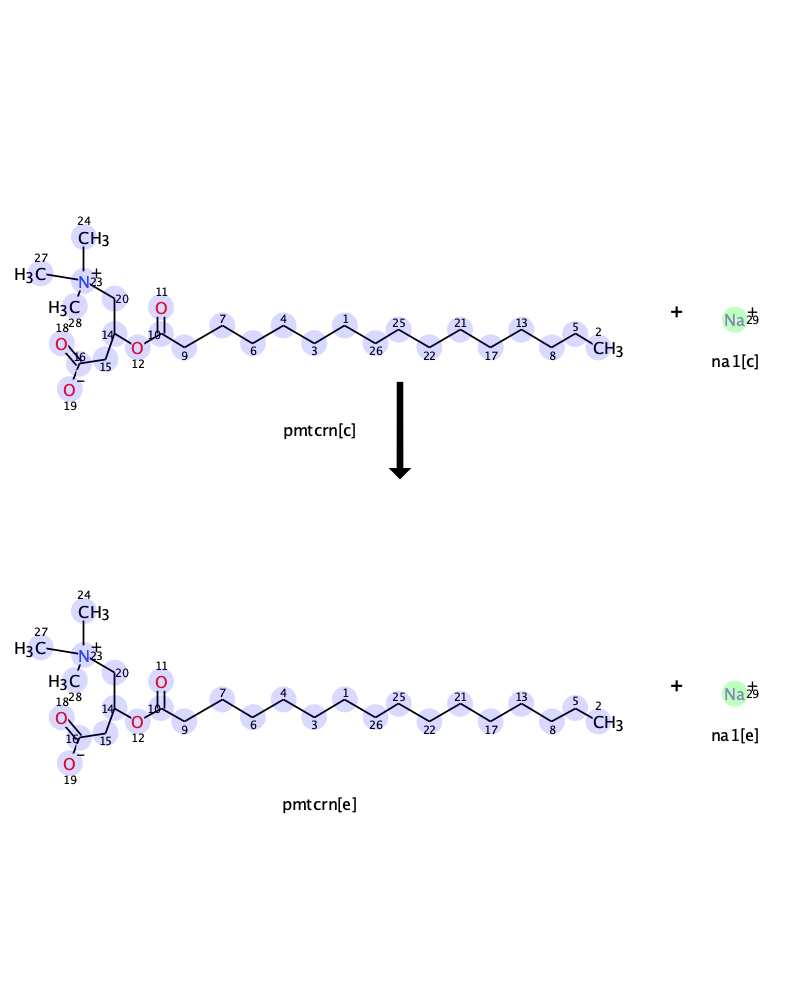 24
CH3
27
H3C
N + 23
H3C
28
20
11
O
18
O
14
10
16
15
O
12
O −
19
9
7
6
4
3
1
26
25
22
21
17
13
8
5
2
CH3
+
Na + 29
na1[c]
pmtcrn[c]
24
CH3
27
H3C
N + 23
H3C
28
20
11
O
18
O
14
10
16
15
O
12
O −
19
9
7
6
4
3
1
26
25
22
21
17
13
8
5
2
CH3
+
Na + 29
na1[e]
pmtcrn[e]